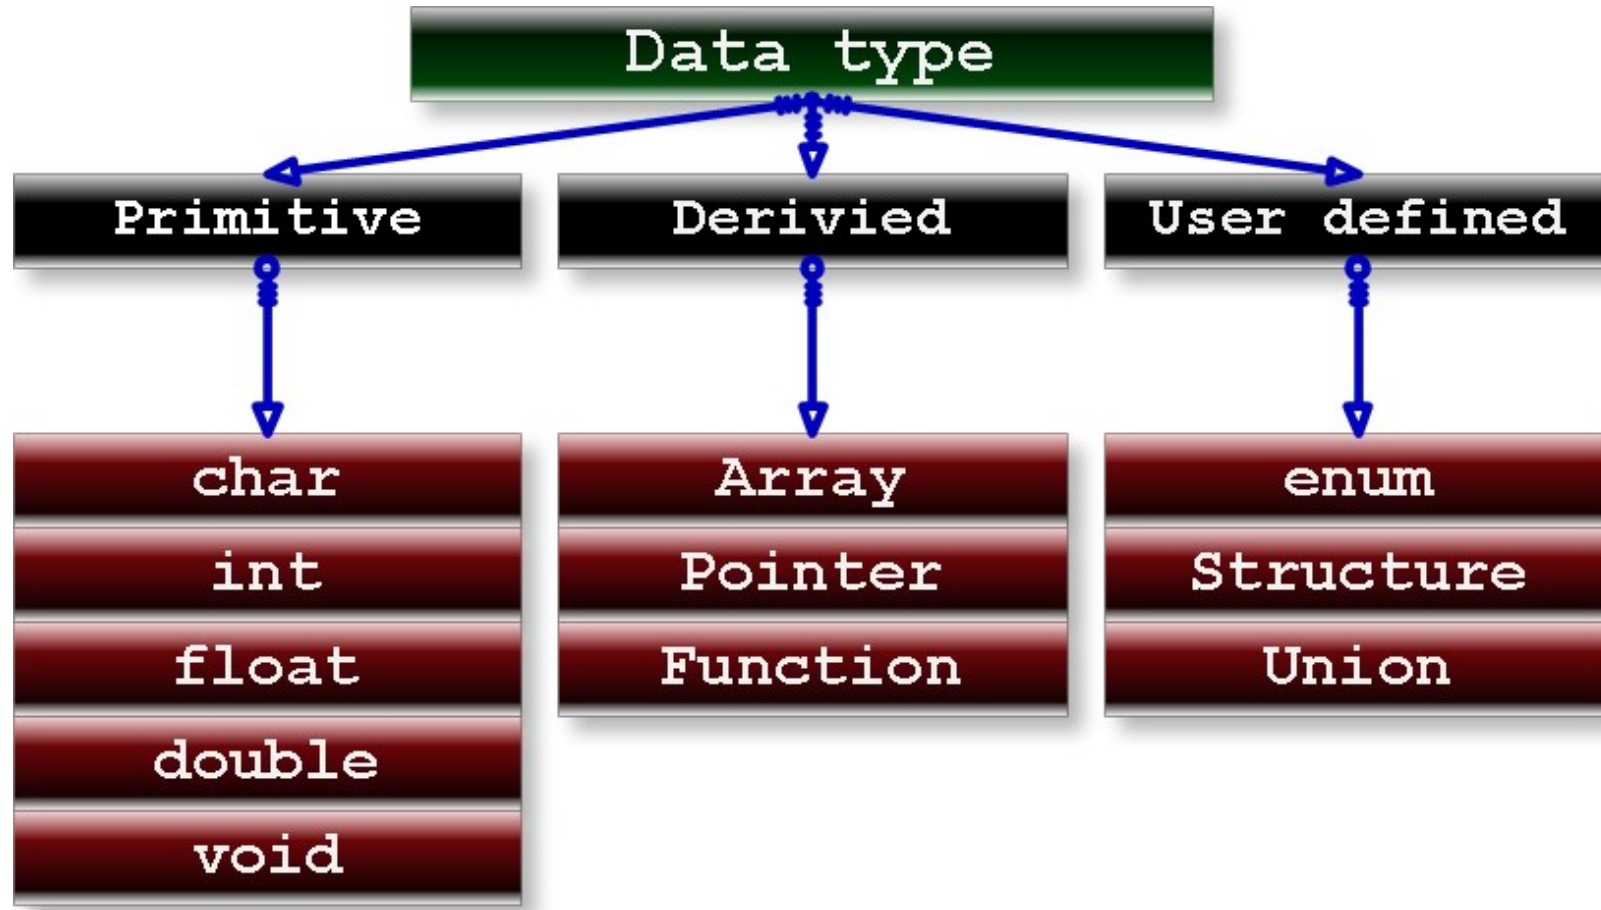 Data type
Primitive
Derivied
User defined
char
int
float
double
void
Array
Pointer
Function
enum
Structure
Union